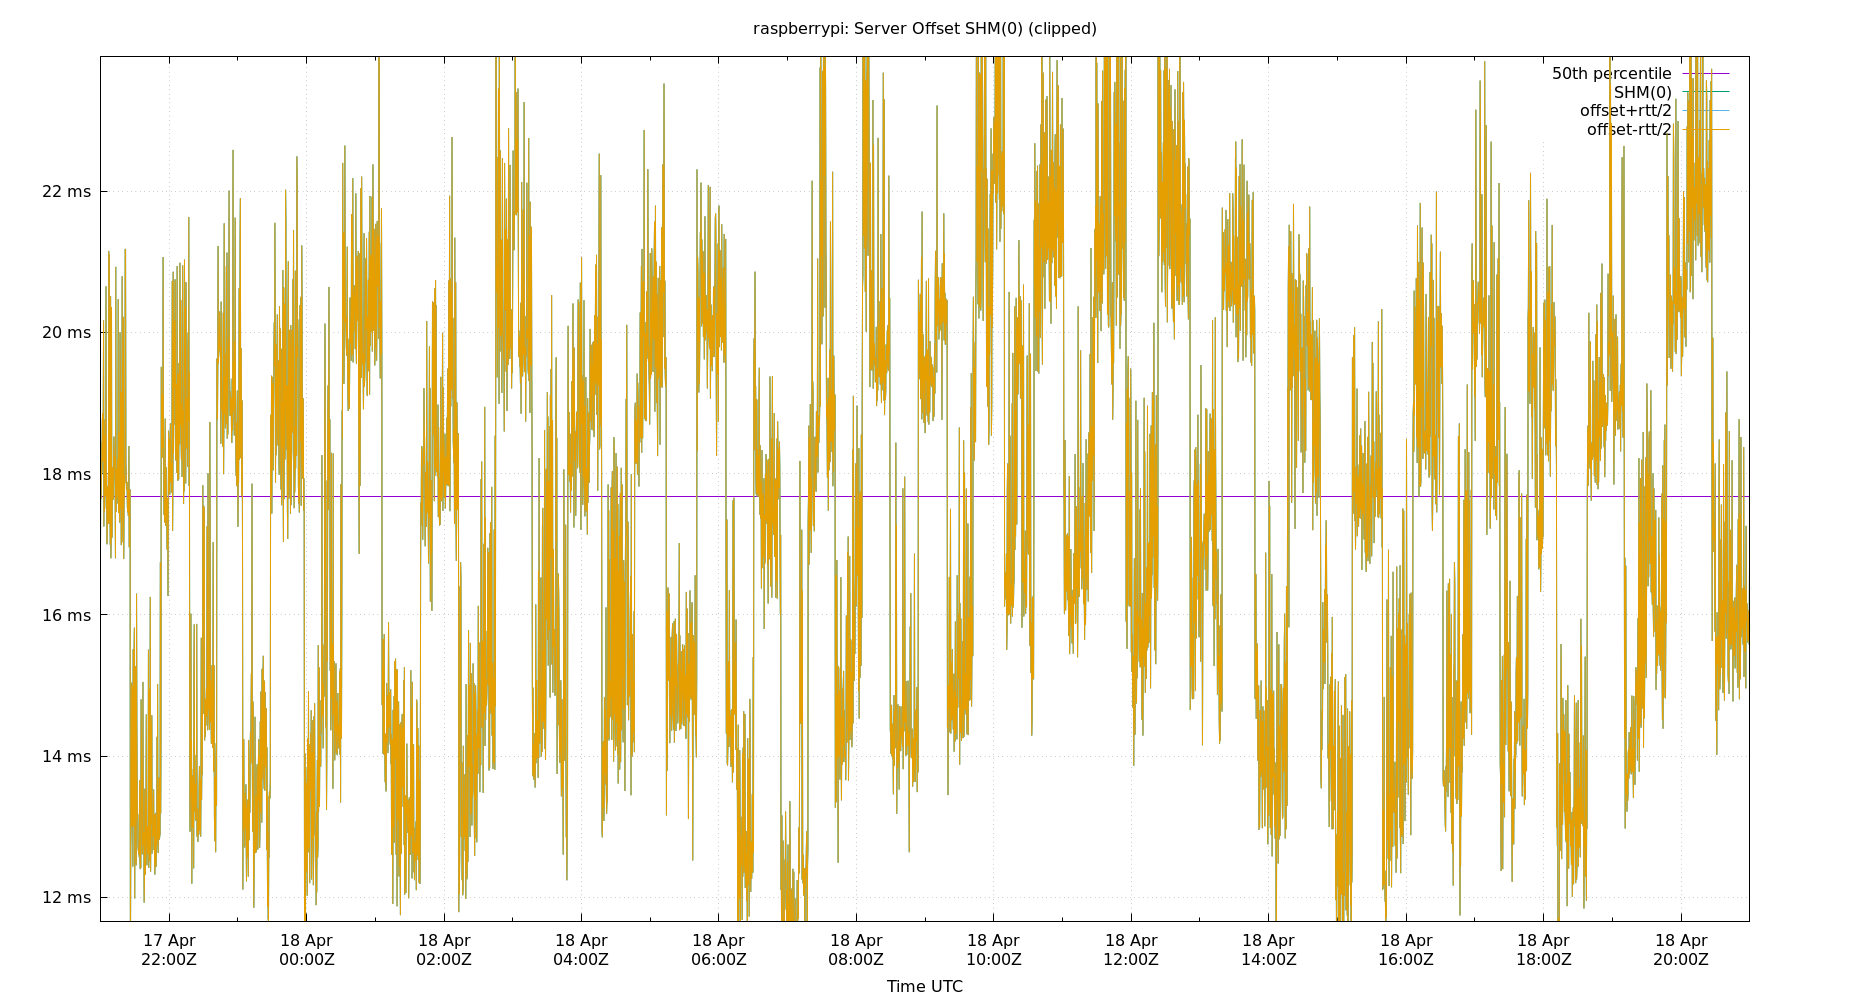 raspberrypi: Server Offset SHM(0) (clipped)
50th percentile
SHM(0)
offset+rtt/2
offset-rtt/2
22 ms
20 ms
18 ms
16 ms
14 ms
12 ms
17 Apr 18 Apr 18 Apr 18 Apr 18 Apr 18 Apr 18 Apr 18 Apr 18 Apr 18 Apr 18 Apr 18 Apr
22:00Z 00:00Z 02:00Z 04:00Z 06:00Z 08:00Z 10:00Z 12:00Z 14:00Z 16:00Z 18:00Z 20:00Z
Time UTC